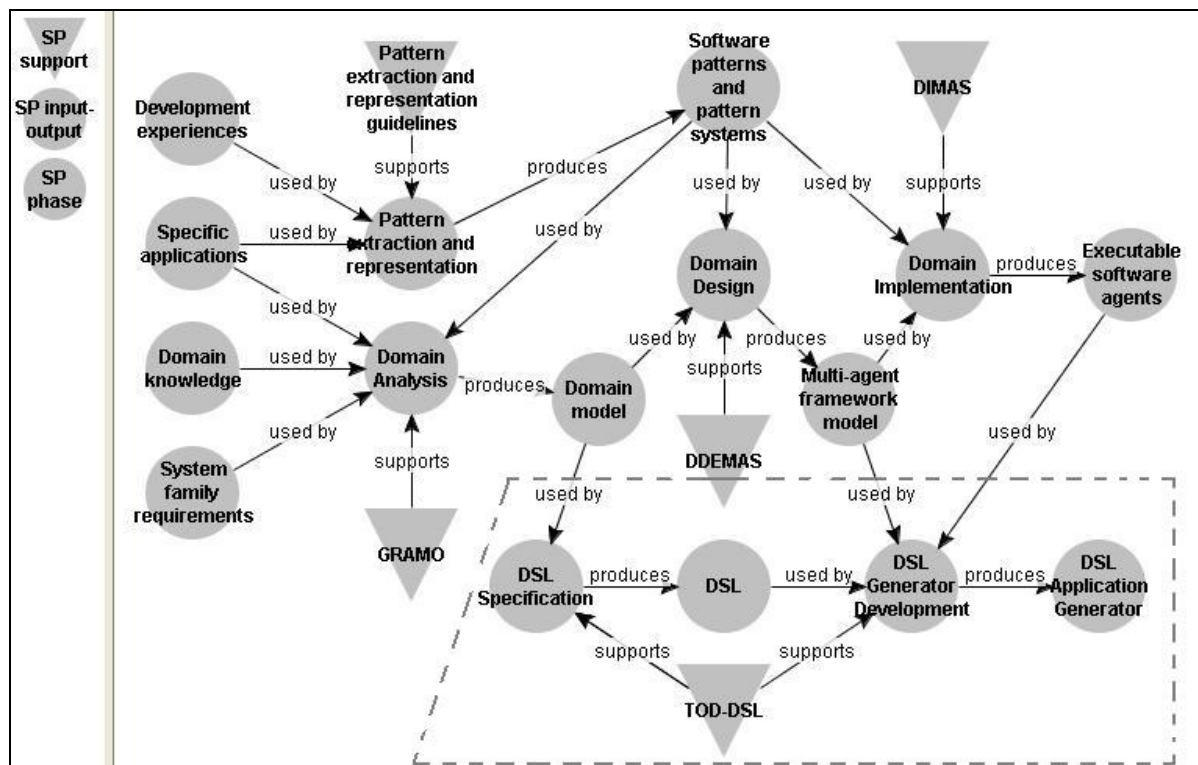 SP
support
SP input-
output
SP
phase
Development
experiences
Pattern
extraction and
representation
guidelines
Software
patterns
and
pattern
systems
DIMAS
used by
supports
produces
used by
used by
supports
Specific
applications
used by
Pattern
extraction and
representation
used by
Domain
Design
Domain
Implementation
produces
Executable
software
agents
used by
Domain
knowledge
used by
Domain
Analysis
produces
Domain
model
used by
supports
produces
Multi-agent
framework
model
used by
used by
used by
System
family
requirements
supports
GRAMO
DDEMAS
used by
used by
DSL
Specification
produces
DSL
used by
DSL
Generator
Development
produces
DSL
Application
Generator
supports
supports
TOD-DSL